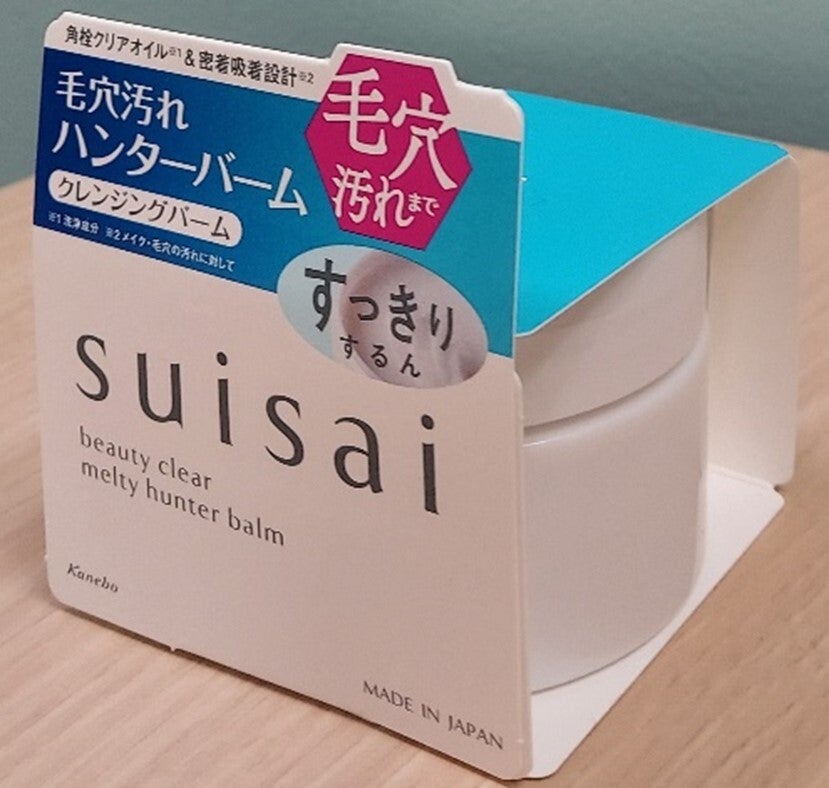 角栓クリアオイル※1&密着吸着設計※2
毛穴汚れ
ハンターバーム
クレンジングバーム
※1 洗浄成分 ※2 メイク・毛穴の汚れに対して
毛穴
汚れまで
すっきり
するん
suisai
beauty clear
melty hunter balm
Kanebo
MADE IN JAPAN